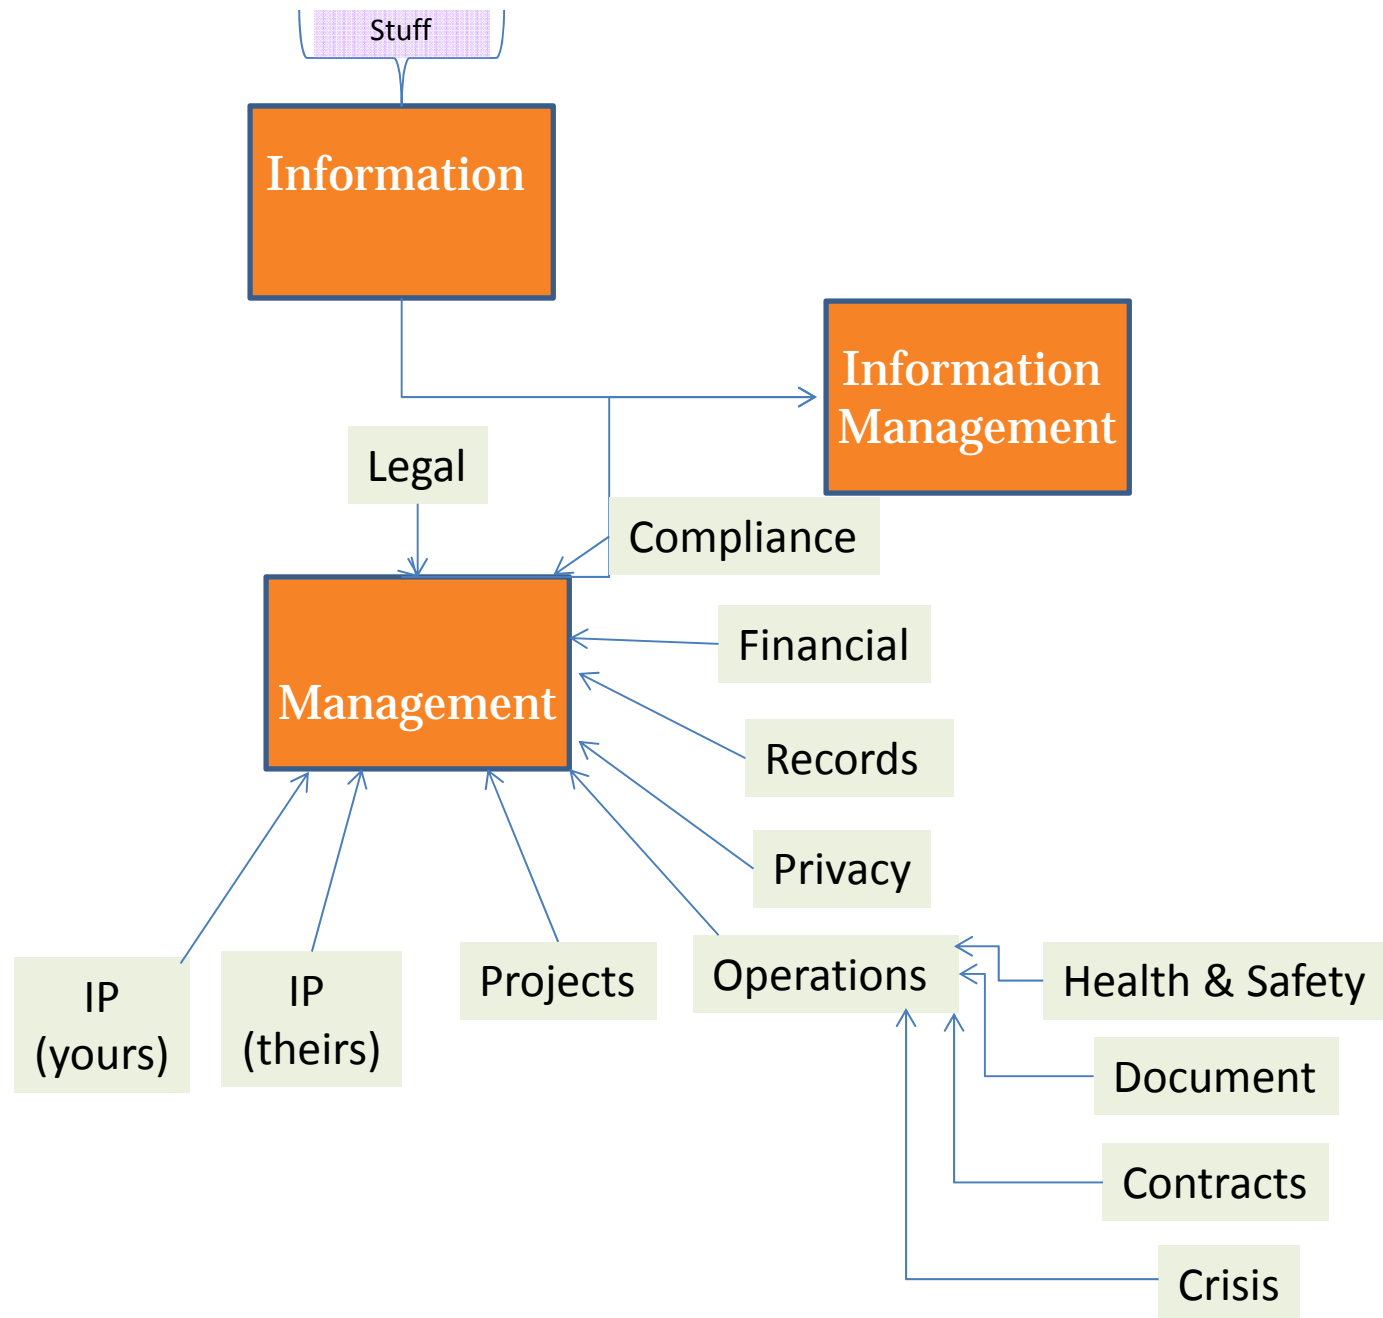 Stuff
Information
Information
Management
Legal
Compliance
Financial
Management
Records
Privacy
Operations
Projects
IP
(yours)
IP
(theirs)
Health & Safety
Document
Contracts
Crisis